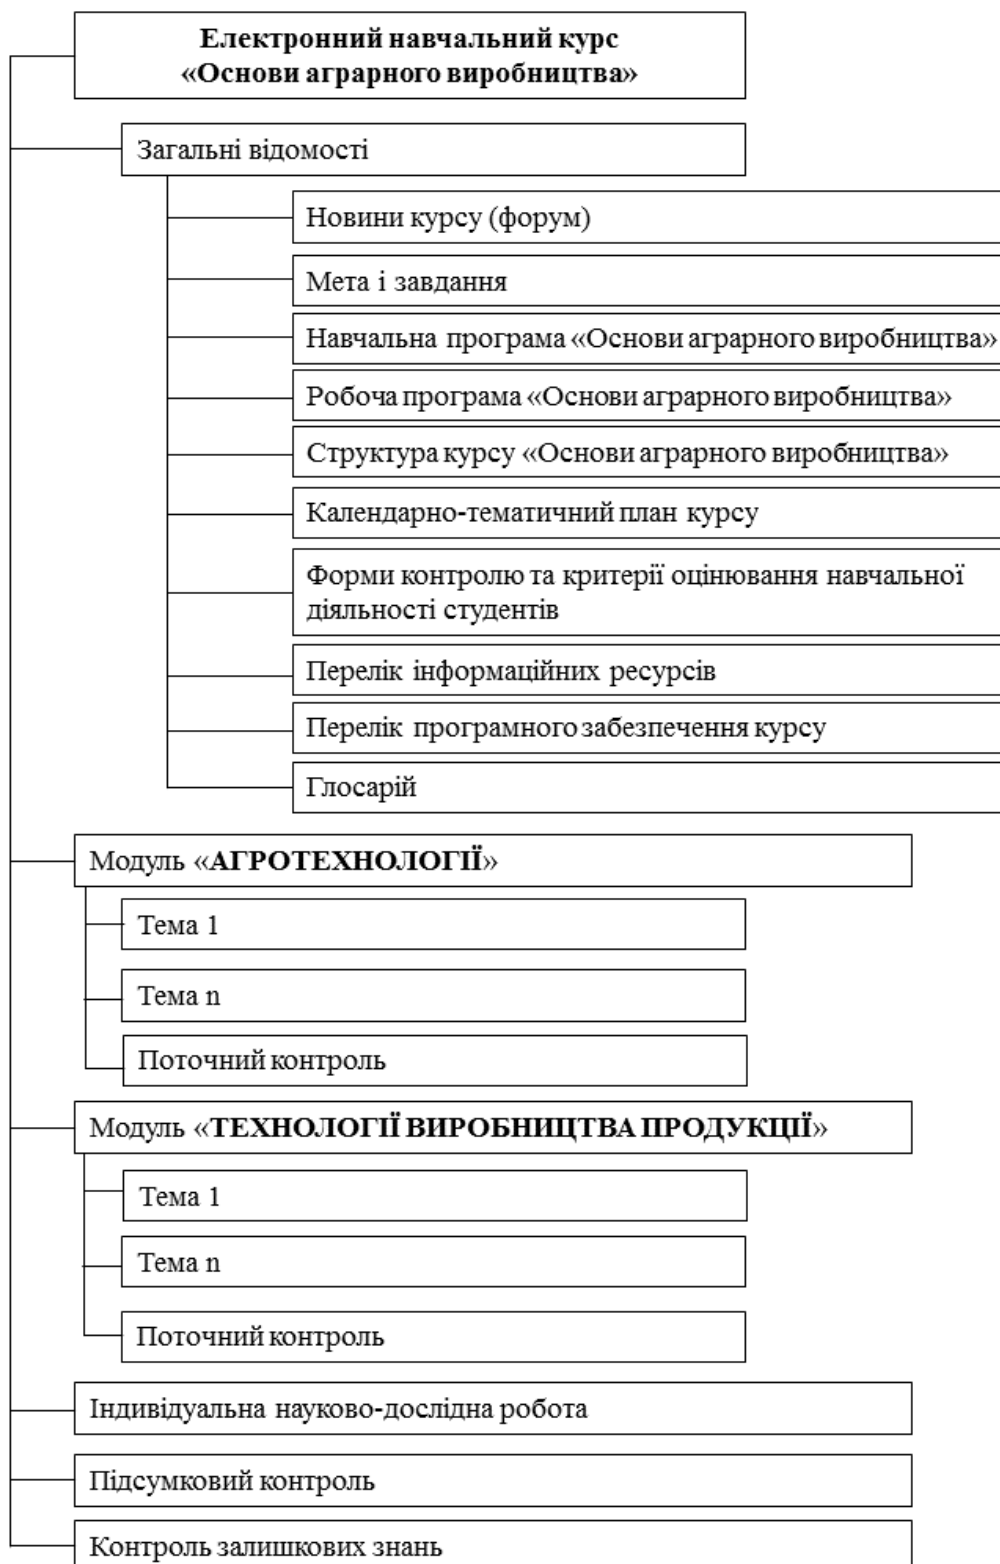 Електронний навчальний курс
«Основи аграрного виробництва»
Загальні відомості
Новини курсу (форум)
Мета і завдання
Навчальна програма «Основи аграрного виробництва»
Робоча програма «Основи аграрного виробництва»
Структура курсу «Основи аграрного виробництва»
Календарно-тематичний план курсу
Форми контролю та критерії оцінювання навчальної
діяльності студентів
Перелік інформаційних ресурсів
Перелік програмного забезпечення курсу
Глосарій
Модуль «АГРОТЕХНОЛОГІЇ»
Тема 1
Тема n
Поточний контроль
Модуль «ТЕХНОЛОГІЇ ВИРОБНИЦТВА ПРОДУКЦІЇ»
Тема 1
Тема n
Поточний контроль
Індивідуальна науково-дослідна робота
Підсумковий контроль
Контроль залишкових знань